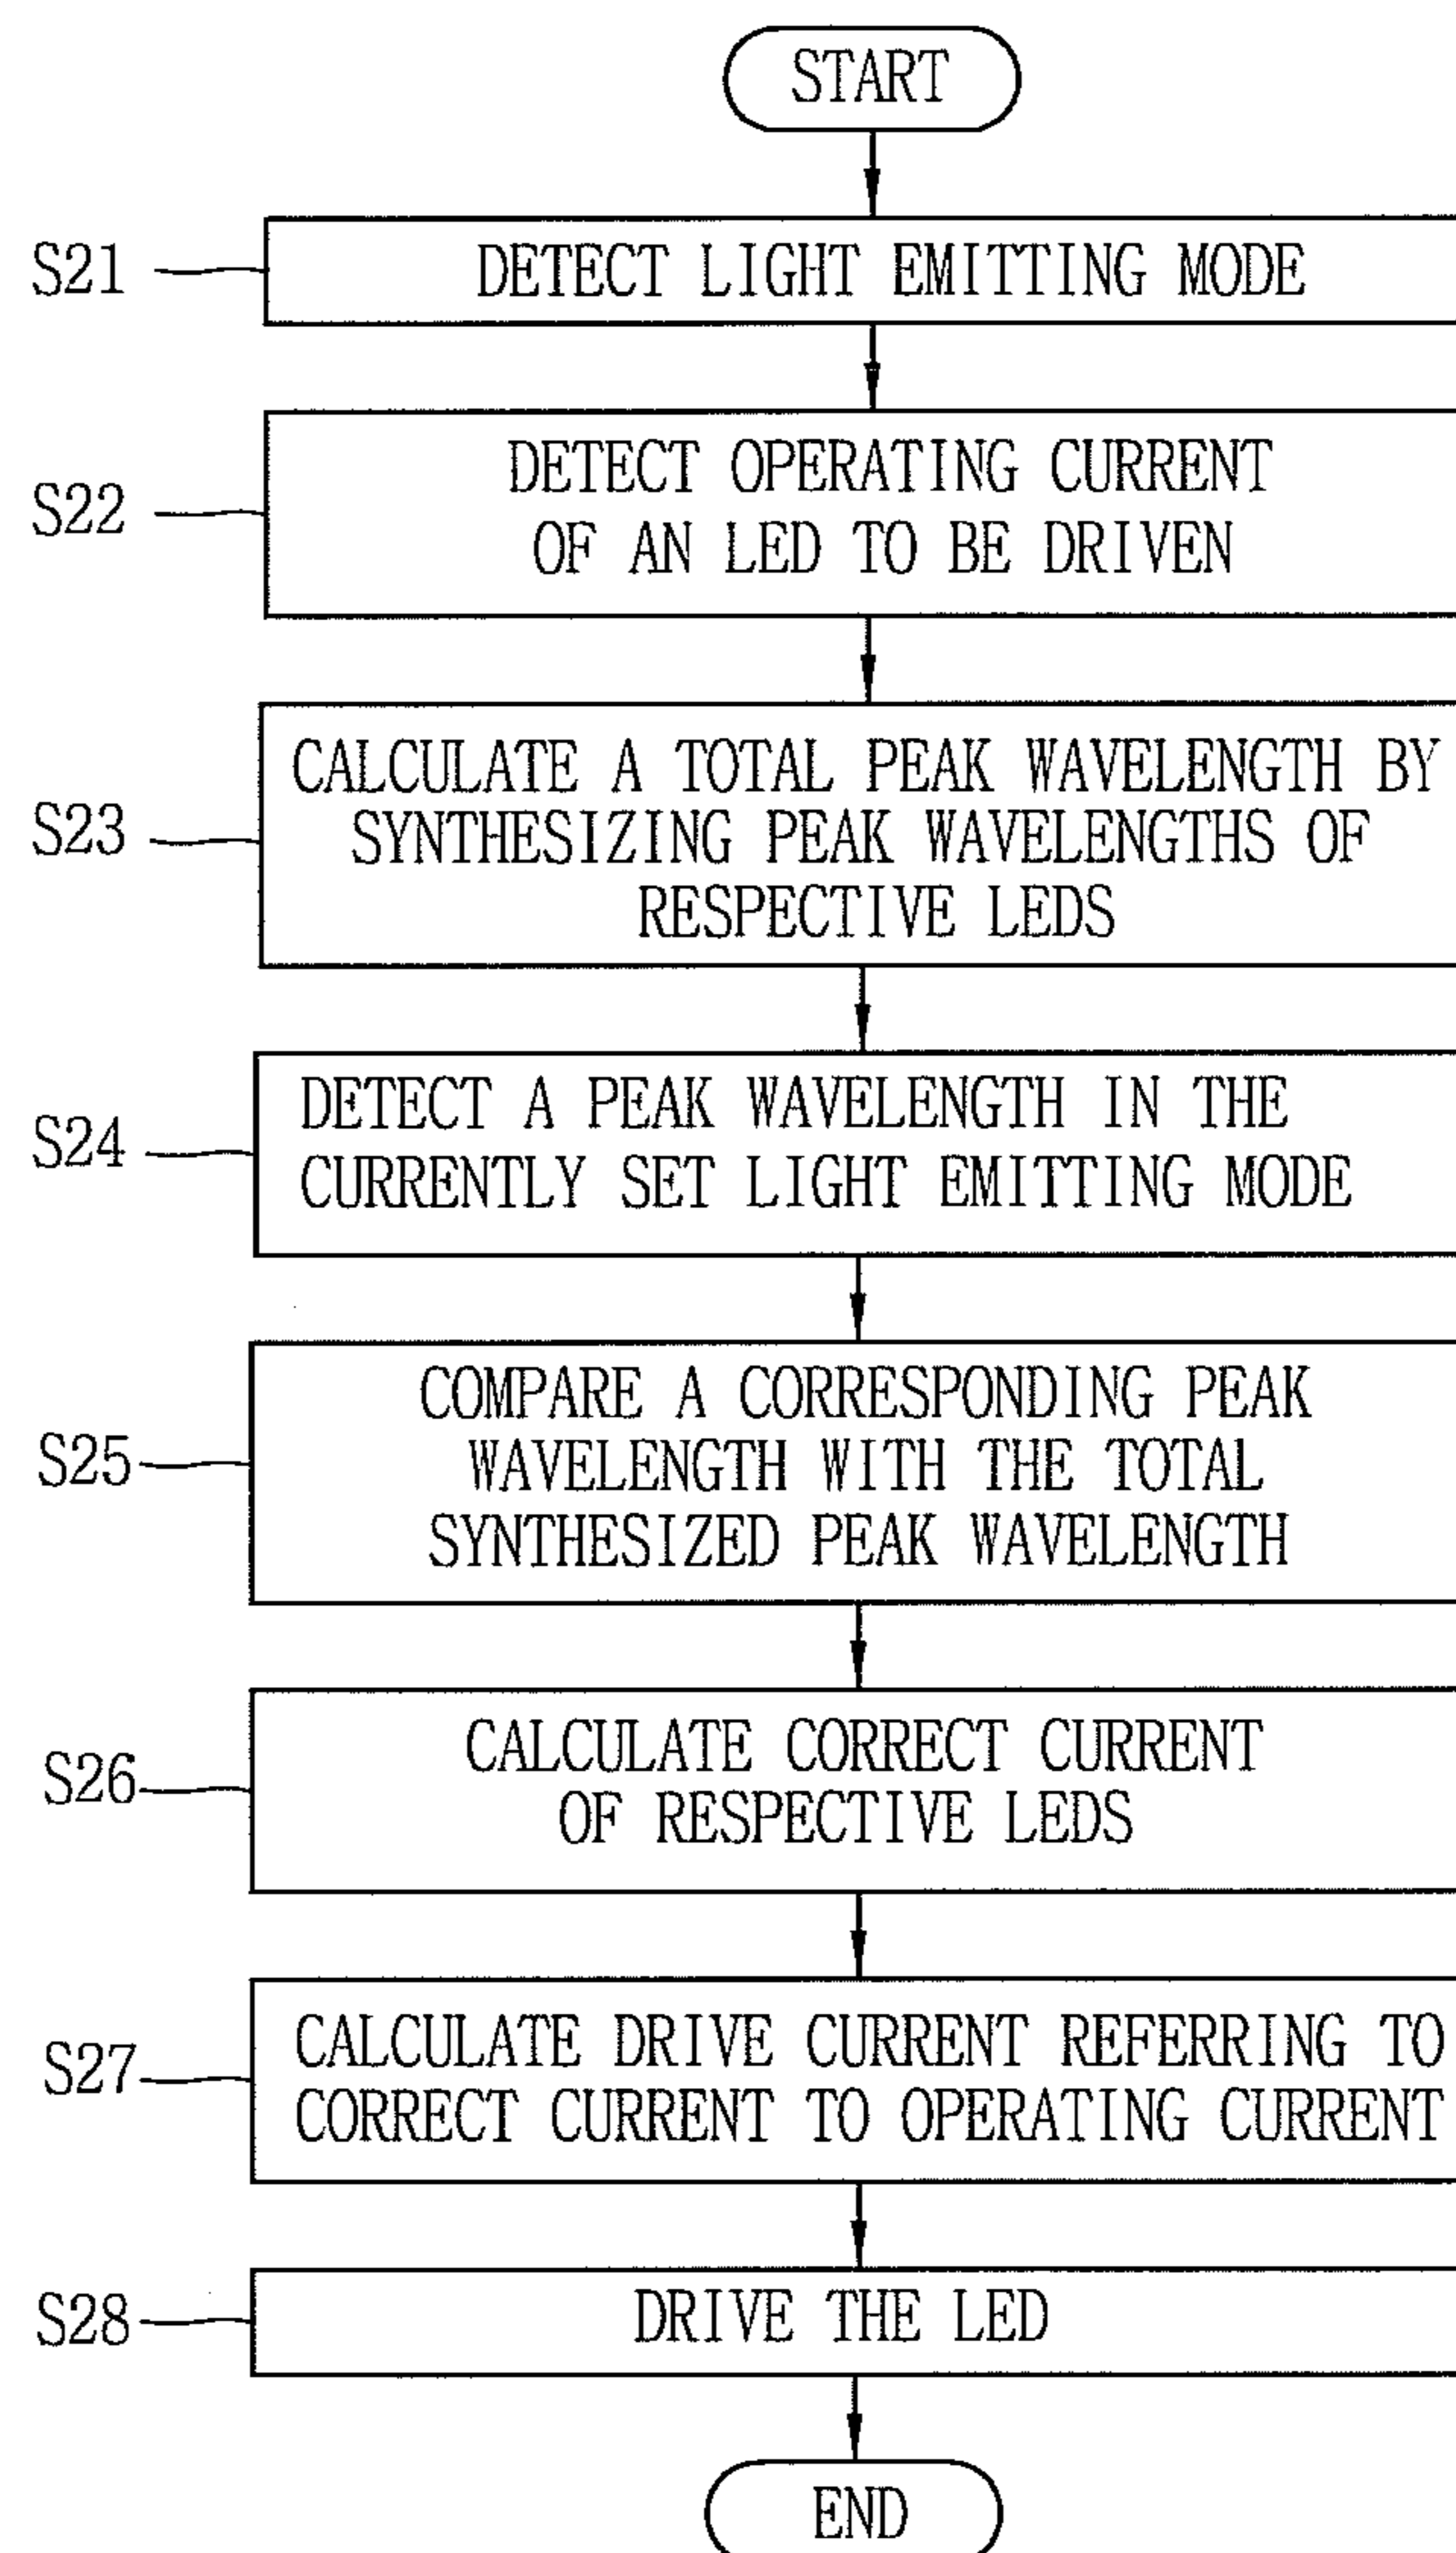 START
S21
DETECT LIGHT EMITTING MODE
S22
DETECT OPERATING CURRENT
OF AN LED TO BE DRIVEN
S23
CALCULATE A TOTAL PEAK WAVELENGTH BY
SYNTHESIZING PEAK WAVELENGTHS OF
RESPECTIVE LEDS
S24
DETECT A PEAK WAVELENGTH IN THE
CURRENTLY SET LIGHT EMITTING MODE
S25
COMPARE A CORRESPONDING PEAK
WAVELENGTH WITH THE TOTAL
SYNTHESIZED PEAK WAVELENGTH
S26
CALCULATE CORRECT CURRENT
OF RESPECTIVE LEDS
S27
CALCULATE DRIVE CURRENT REFERRING TO
CORRECT CURRENT TO OPERATING CURRENT
S28
DRIVE THE LED
END